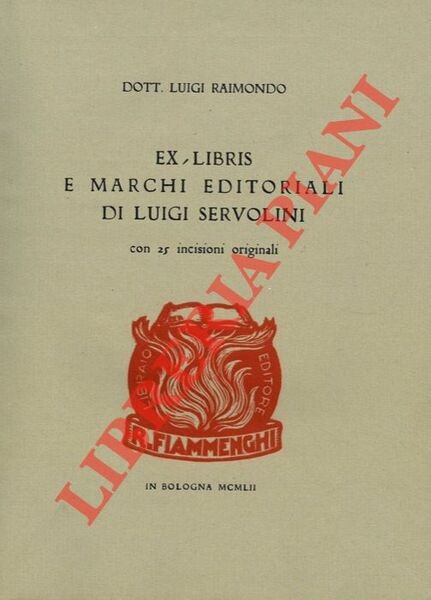 DOTT. LUIGI RAIMONDO
EX-LIBRIS
E MARCHI EDITORIALI
DI LUIGI SERVOLINI
con 25 incisioni originali
LIBRAIO EDITORE
R. FIAMMENGHI
IN BOLOGNA MCMLII
LIBRERIA PIANI